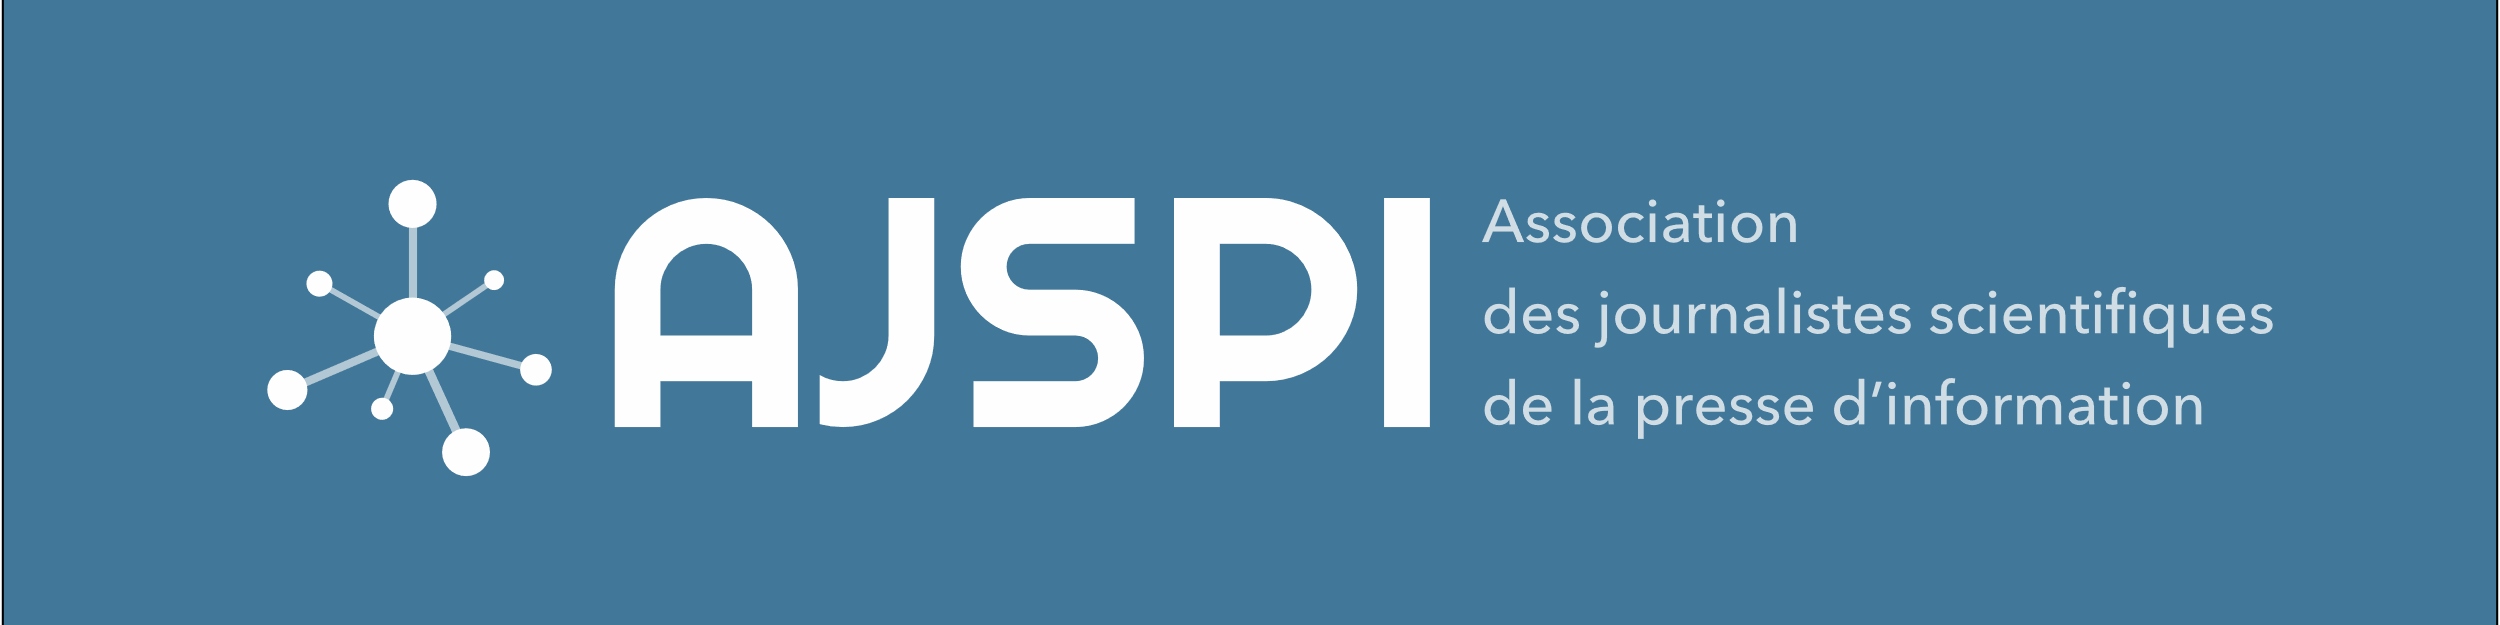 AJSPI
Association
des journalistes scientifiques
de la presse d’information